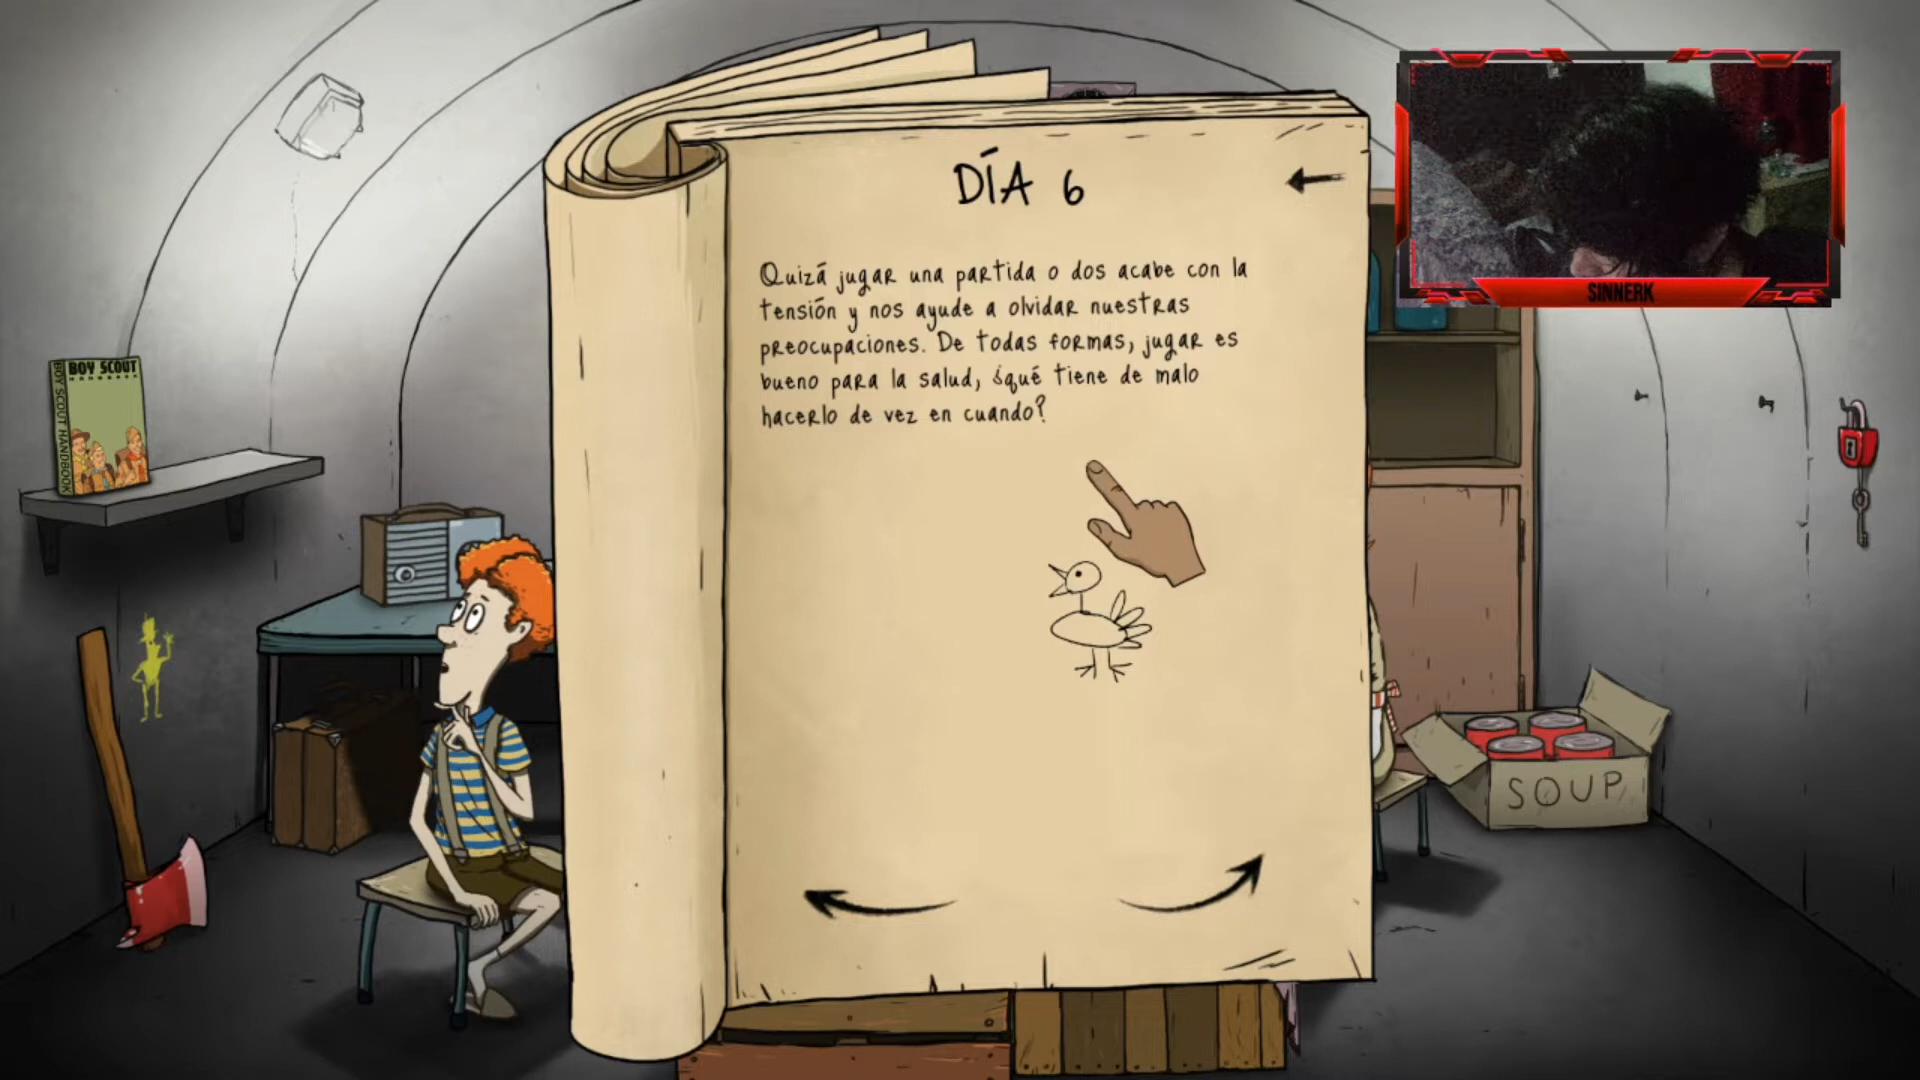 DÍA 6
Quizá jugar una partida o dos acabe con la
tensión y nos ayude a olvidar nuestras
preocupaciones. De todas formas, jugar es
bueno para la salud, ¿qué tiene de malo
hacerlo de vez en cuando?
SINNERK
BOY SCOUT
HANDBOOK
BOY SCOUT HANDBOOK
SOUP